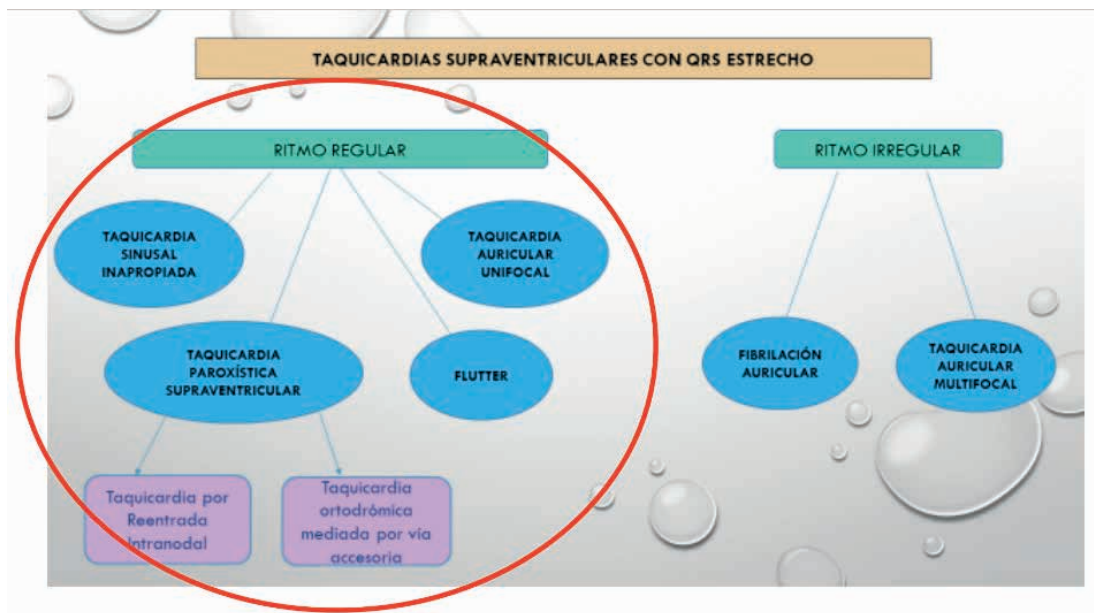 TAQUICARDIAS SUPRAVENTRICULARES CON QRS ESTRECHO
RITMO REGULAR
RITMO IRREGULAR
TAQUICARDIA
SINUSAL
INAPROPIADA
TAQUICARDIA
AURICULAR
UNIFOCAL
TAQUICARDIA
PAROXÍSTICA
SUPRAVENTRICULAR
FLUTTER
FIBRILACIÓN
AURICULAR
TAQUICARDIA
AURICULAR
MULTIFOCAL
Taquicardia por
Reentrada
Intranodal
Taquicardia
ortodrómica
mediada por vía
accesoria